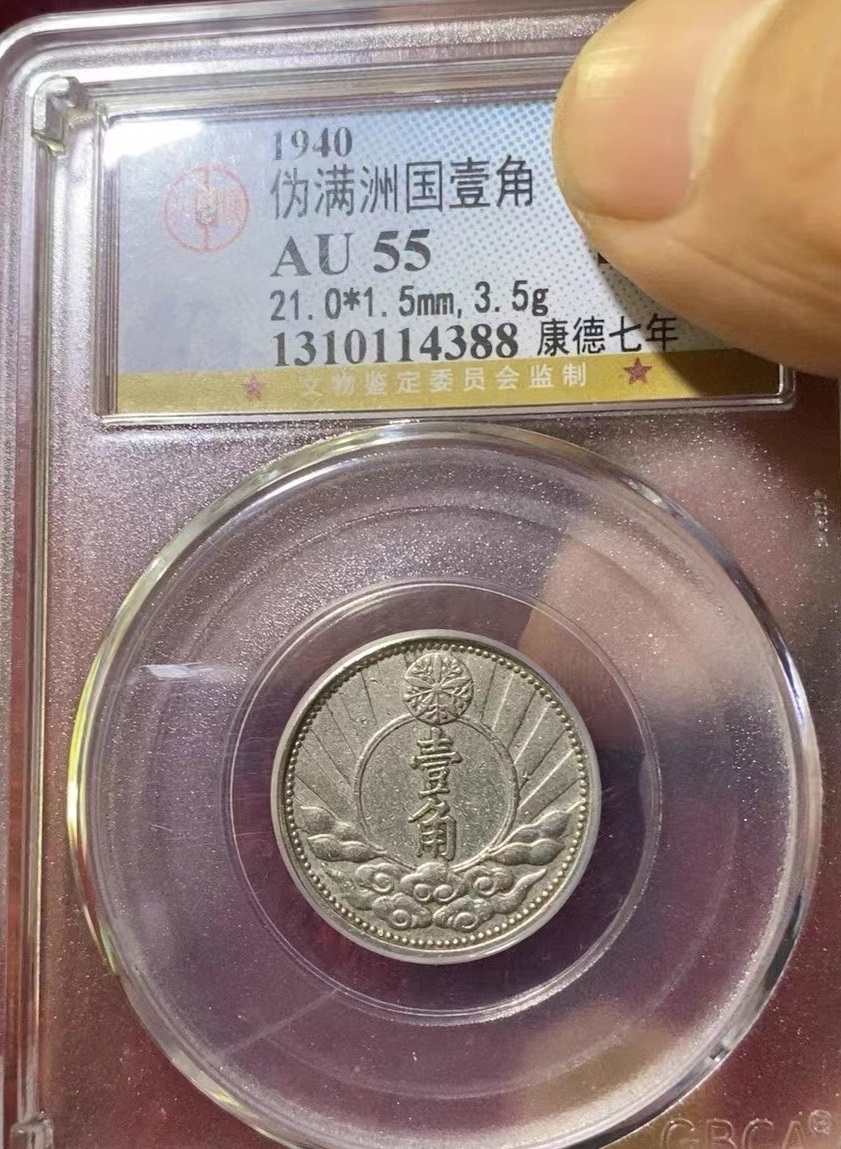 1940
伪满洲国壹角
AU 55
21.0*1.5mm, 3.5g
1310114388 康德七年
文物鉴定委员会监制
壹角
GBCA®